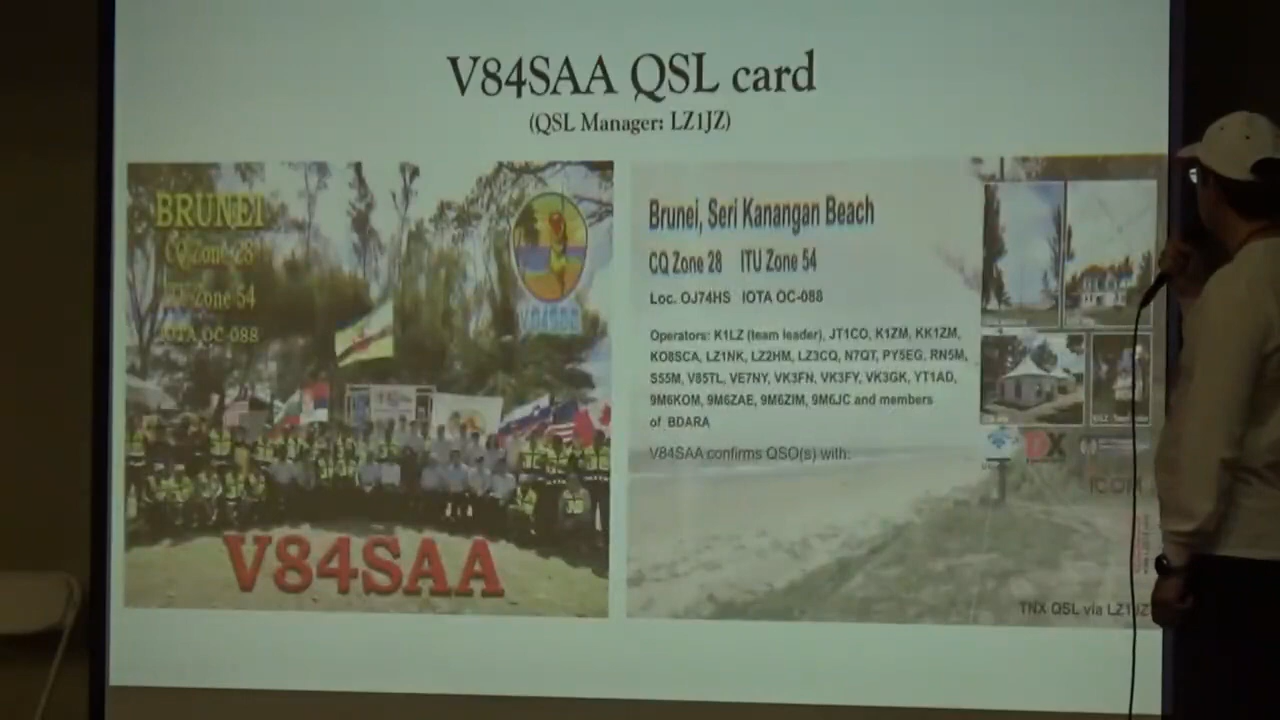 V84SAA QSL card
(QSL Manager: LZ1JZ)
BRUNEI
CQ Zone 28
ITU Zone 54
IOTA OC-088
V84SAA
Brunei, Seri Kanangan Beach
CQ Zone 28 ITU Zone 54
Loc. OJ74HS IOTA OC-088
Operators: K1LZ (team leader), JT1CO, K1ZM, KK1ZM,
KO8SCA, LZ1NK, LZ2HM, LZ3CQ, N7QT, PY5EG, RN5M,
S55M, V85TL, VE7NY, VK3FN, VK3FY, VK3GK, YT1AD,
9M6KOM, 9M6ZAE, 9M6ZIM, 9M6JC and members
of BDARA
V84SAA confirms QSO(s) with:
DX
ICOM
TNX QSL via LZ1JZ